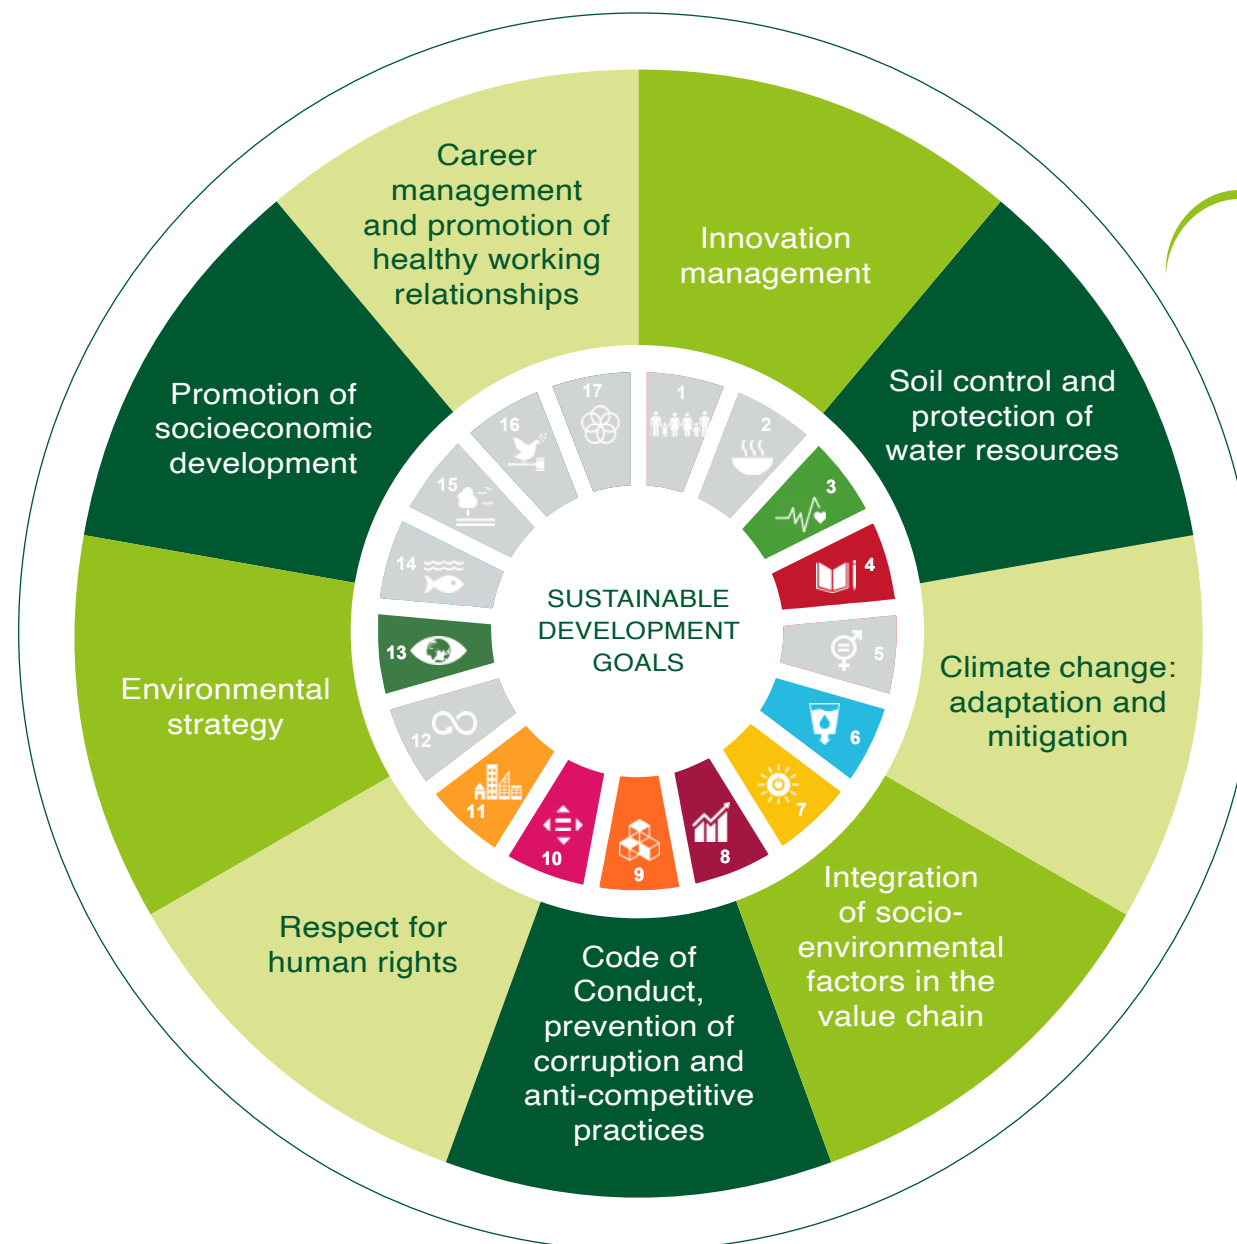 Career
management
and promotion of
healthy working
relationships
Innovation
management
Soil control and
protection of
water resources
Climate change:
adaptation and
mitigation
Integration
of socio-
environmental
factors in the
value chain
Code of
Conduct,
prevention of
corruption and
anti-competitive
practices
Respect for
human rights
Environmental
strategy
Promotion of
socioeconomic
development
1
2
3
4
5
6
7
8
9
10
11
12
13
14
15
16
17
SUSTAINABLE
DEVELOPMENT
GOALS